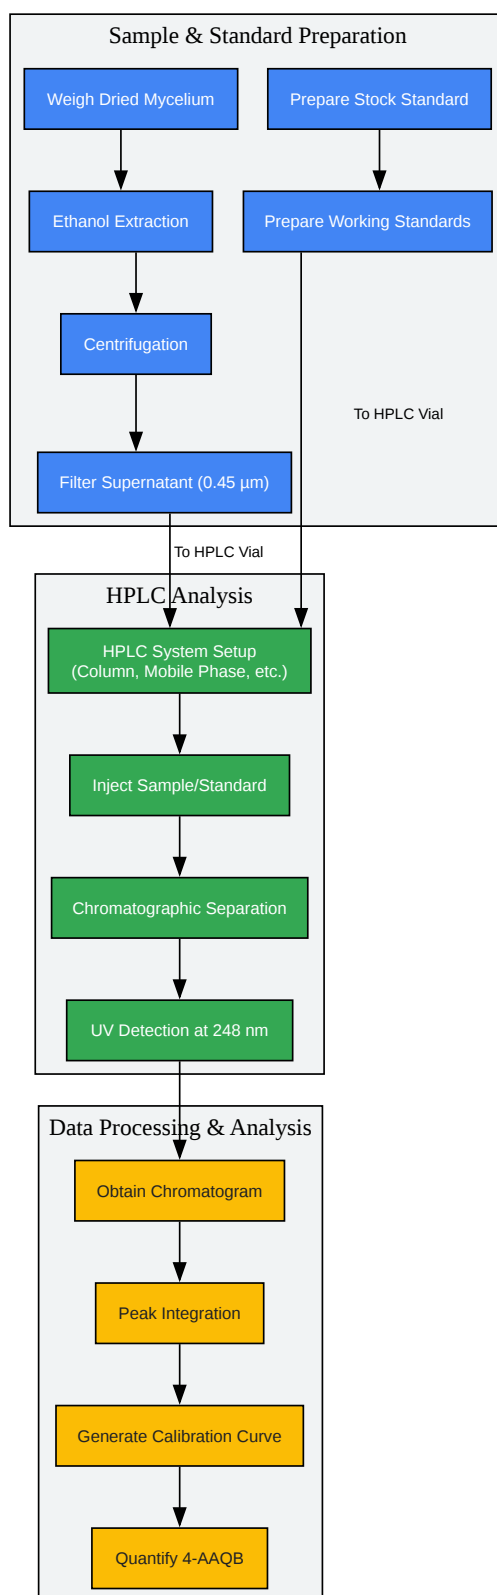 Sample & Standard Preparation
Weigh Dried Mycelium
Prepare Stock Standard
Ethanol Extraction
Prepare Working Standards
Centrifugation
To HPLC Vial
Filter Supernatant (0.45 µm)
To HPLC Vial
HPLC Analysis
HPLC System Setup
(Column, Mobile Phase, etc.)
Inject Sample/Standard
Chromatographic Separation
UV Detection at 248 nm
Data Processing & Analysis
Obtain Chromatogram
Peak Integration
Generate Calibration Curve
Quantify 4-AAQB